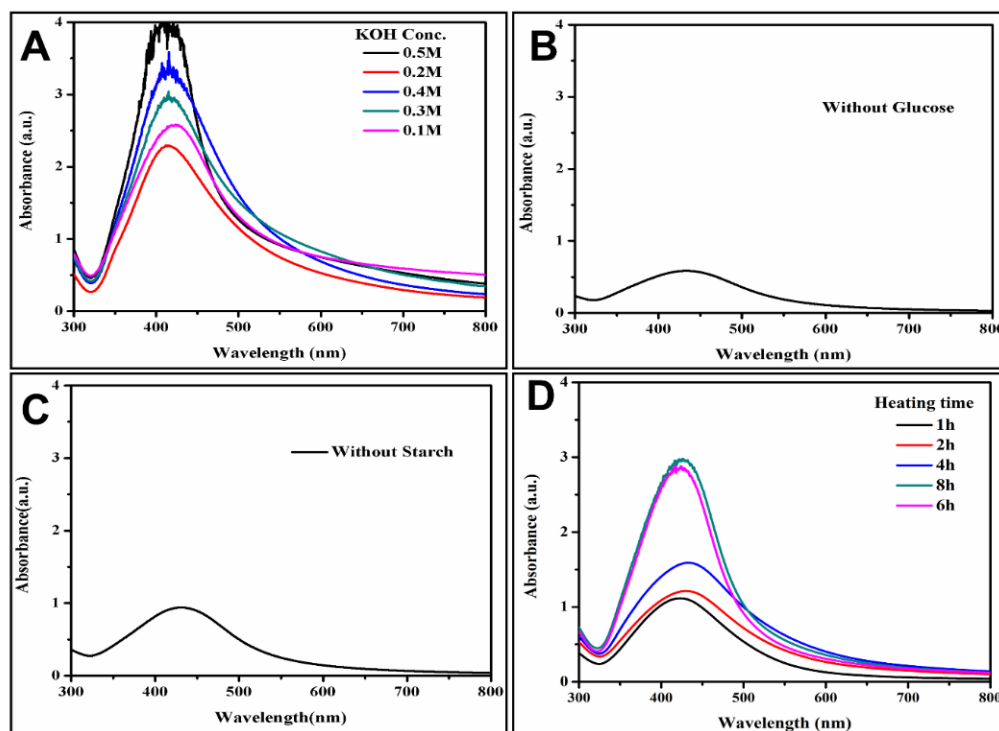 A
KOH Conc.
0.5M
0.2M
0.4M
0.3M
0.1M
4
3
2
1
0
Absorbance (a.u.)
300 400 500 600 700 800
Wavelength (nm)
B
Without Glucose
4
3
2
1
0
Absorbance (a.u.)
300 400 500 600 700 800
Wavelength (nm)
C
Without Starch
4
3
2
1
0
Absorbance(a.u.)
300 400 500 600 700 800
Wavelength(nm)
D
Heating time
1h
2h
4h
8h
6h
4
3
2
1
0
Absorbance (a.u.)
300 400 500 600 700 800
Wavelength (nm)